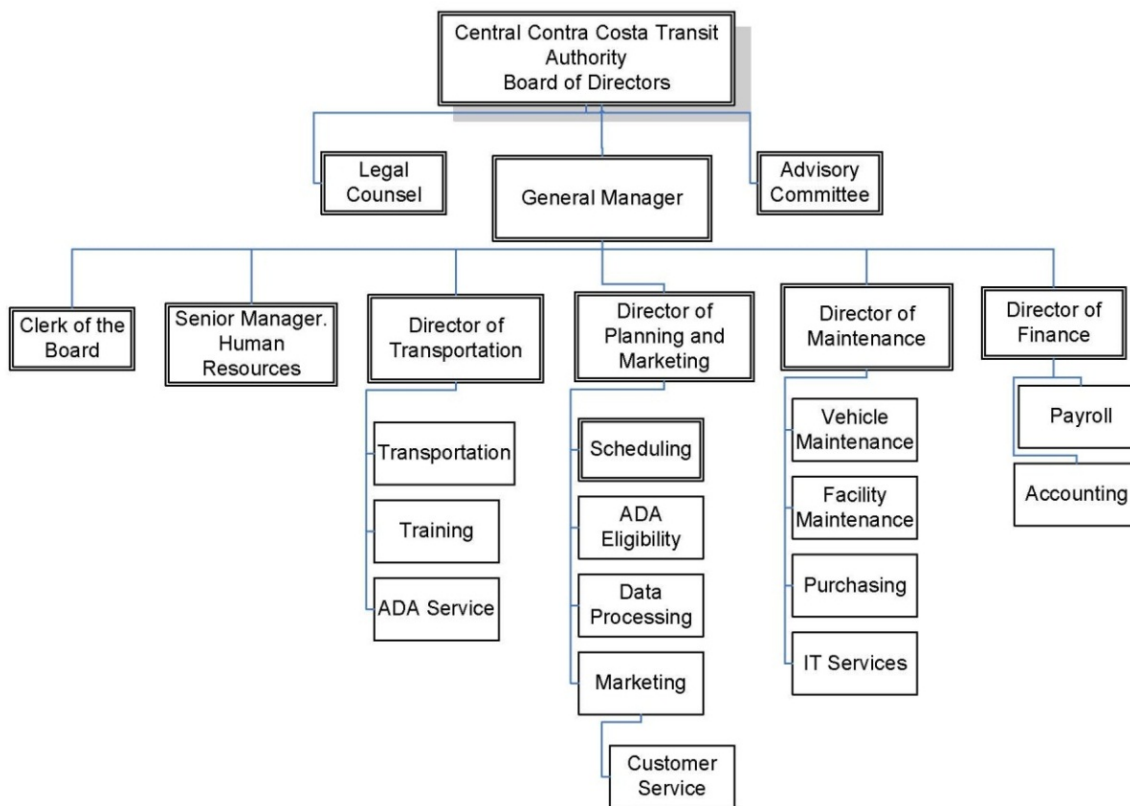 Central Contra Costa Transit
Authority
Board of Directors
Legal
Counsel
General Manager
Advisory
Committee
Clerk of the
Board
Senior Manager.
Human
Resources
Director of
Transportation
Director of
Planning and
Marketing
Director of
Maintenance
Director of
Finance
Transportation
Training
ADA Service
Scheduling
ADA
Eligibility
Data
Processing
Marketing
Customer
Service
Vehicle
Maintenance
Facility
Maintenance
Purchasing
IT Services
Payroll
Accounting